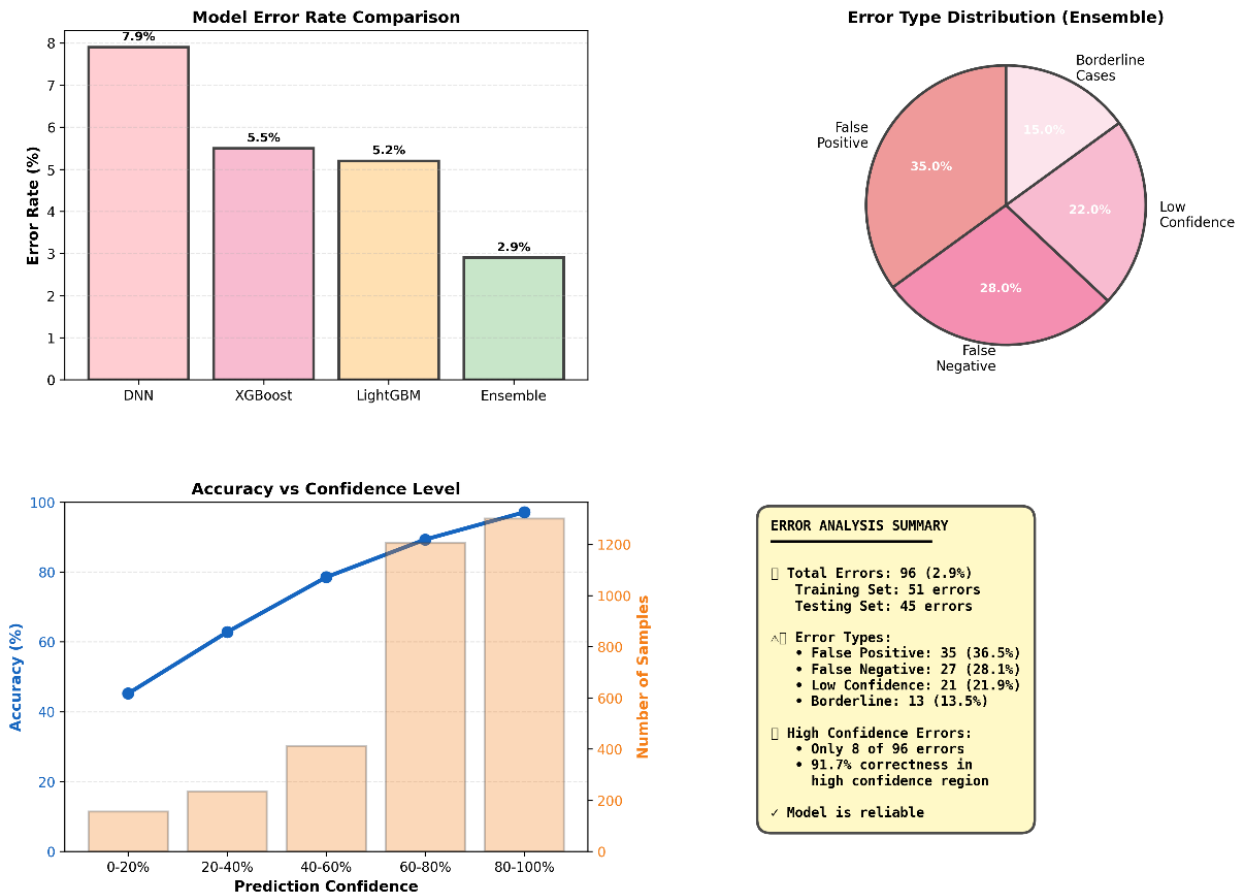 Model Error Rate Comparison
Error Rate (%)
8
7
6
5
4
3
2
1
0
7.9%
5.5%
5.2%
2.9%
DNN
XGBoost
LightGBM
Ensemble
Error Type Distribution (Ensemble)
Borderline
Cases
False
Positive
15.0%
35.0%
22.0%
Low
Confidence
28.0%
False
Negative
Accuracy vs Confidence Level
Accuracy (%)
100
80
60
40
20
0
1200
1000
800
600
400
200
0
Number of Samples
0-20%
20-40%
40-60%
60-80%
80-100%
Prediction Confidence
ERROR ANALYSIS SUMMARY
Total Errors: 96 (2.9%)
Training Set: 51 errors
Testing Set: 45 errors
⚠ Error Types:
• False Positive: 35 (36.5%)
• False Negative: 27 (28.1%)
• Low Confidence: 21 (21.9%)
• Borderline: 13 (13.5%)
High Confidence Errors:
• Only 8 of 96 errors
• 91.7% correctness in
high confidence region
✓ Model is reliable